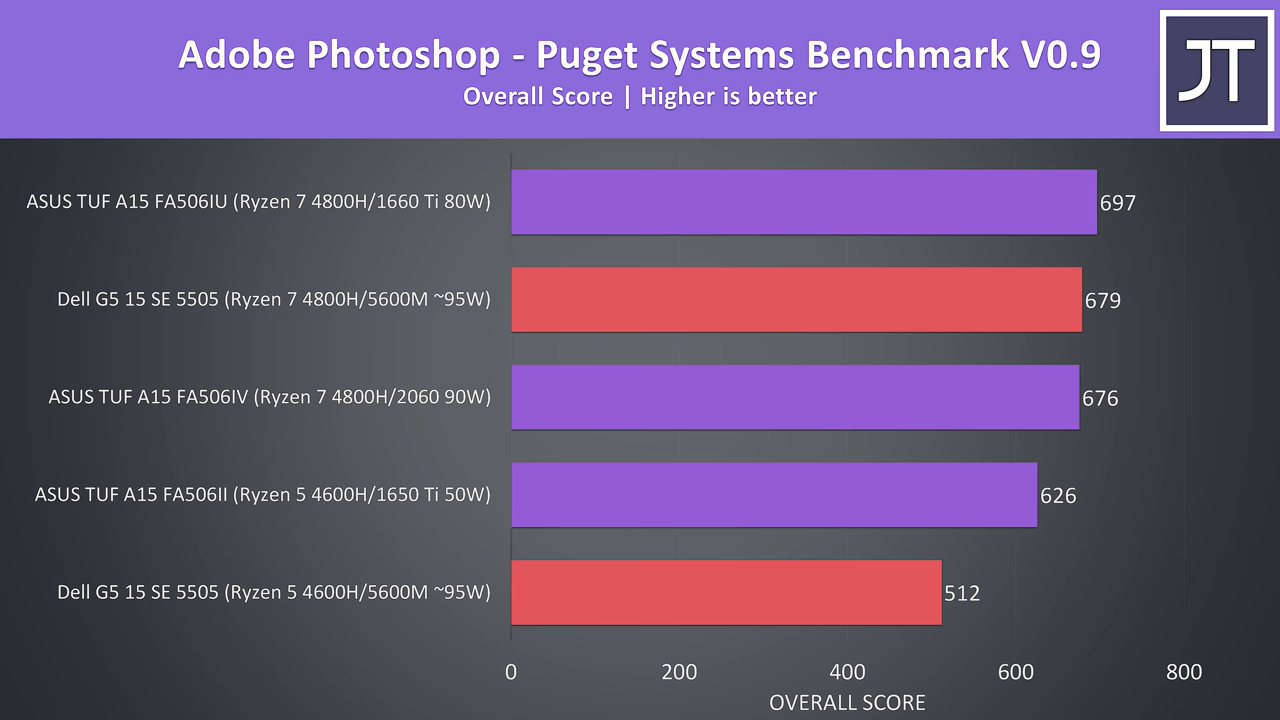 Adobe Photoshop - Puget Systems Benchmark V0.9
Overall Score | Higher is better
JT
ASUS TUF A15 FA506IU (Ryzen 7 4800H/1660 Ti 80W) 697
Dell G5 15 SE 5505 (Ryzen 7 4800H/5600M ~95W) 679
ASUS TUF A15 FA506IV (Ryzen 7 4800H/2060 90W) 676
ASUS TUF A15 FA506II (Ryzen 5 4600H/1650 Ti 50W) 626
Dell G5 15 SE 5505 (Ryzen 5 4600H/5600M ~95W) 512
0 200 400 600 800
OVERALL SCORE